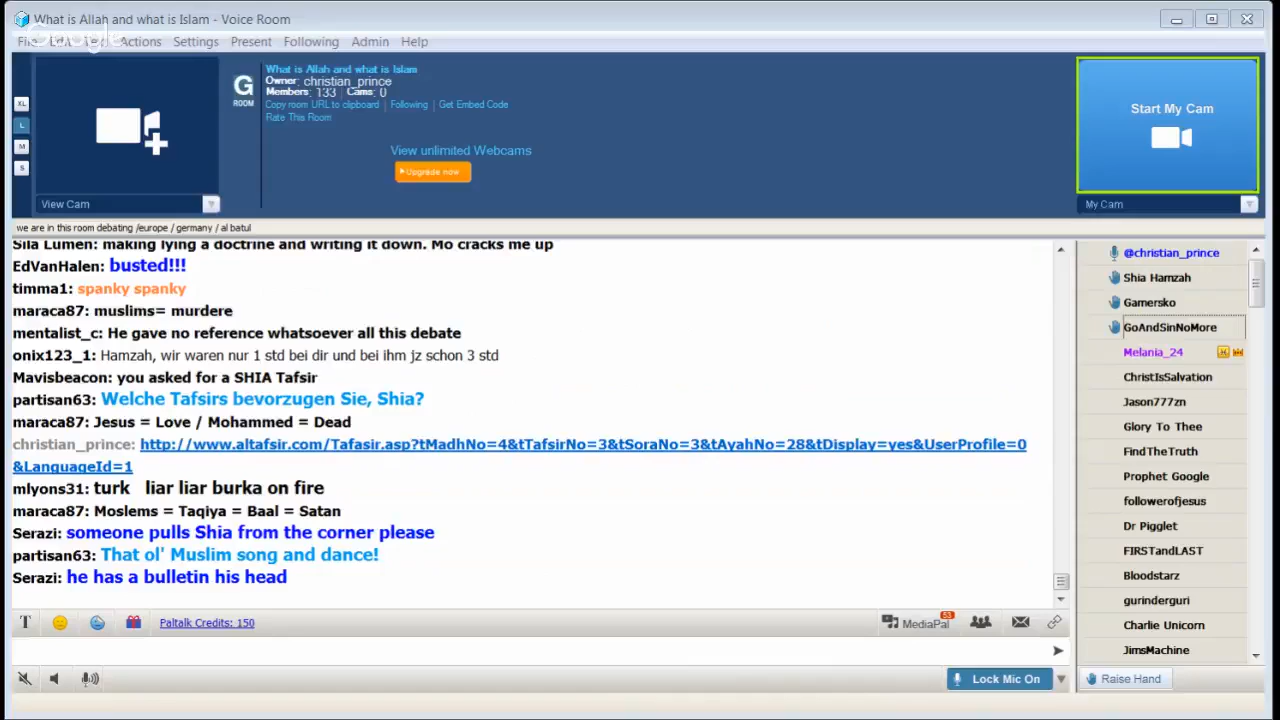 What is Allah and what is Islam - Voice Room
Google
Actions Settings Present Following Admin Help
XL
L
M
S
G
ROOM
What is Allah and what is Islam
Owner: christian_prince
Members: 133 Cams: 0
Copy room URL to clipboard | Following | Get Embed Code
Rate This Room
View unlimited Webcams
Upgrade now
Start My Cam
View Cam
My Cam
we are in this room debating /europe / germany / al batul
Sila Lumen: making lying a doctrine and writing it down. Mo cracks me up
EdVanHalen: busted!!!
timma1: spanky spanky
maraca87: muslims= murdere
mentalist_c: He gave no reference whatsoever all this debate
onix123_1: Hamzah, wir waren nur 1 std bei dir und bei ihm jz schon 3 std
Mavisbeacon: you asked for a SHIA Tafsir
partisan63: Welche Tafsirs bevorzugen Sie, Shia?
maraca87: Jesus = Love / Mohammed = Dead
christian_prince: http://www.altafsir.com/Tafasir.asp?tMadhNo=4&tTafsirNo=3&tSoraNo=3&tAyahNo=28&tDisplay=yes&UserProfile=0
&LanguageId=1
mlyons31: turk liar liar burka on fire
maraca87: Moslems = Taqiya = Baal = Satan
Serazi: someone pulls Shia from the corner please
partisan63: That ol' Muslim song and dance!
Serazi: he has a bulletin his head
@christian_prince
Shia Hamzah
Gamersko
GoAndSinNoMore
Melania_24
ChristIsSalvation
Jason777zn
Glory To Thee
FindTheTruth
Prophet Google
followerofjesus
Dr Pigglet
FIRSTandLAST
Bloodstarz
gurinderguri
Charlie Unicorn
JimsMachine
T
Paltalk Credits: 150
MediaPal
53
Lock Mic On
Raise Hand